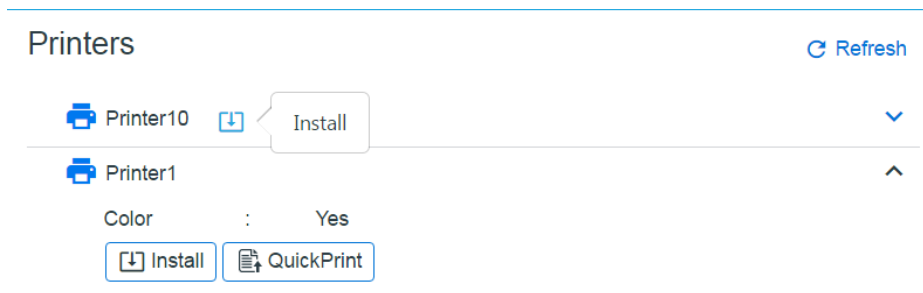 Printers
Refresh
Printer10 Install
Printer1
Color : Yes
Install QuickPrint